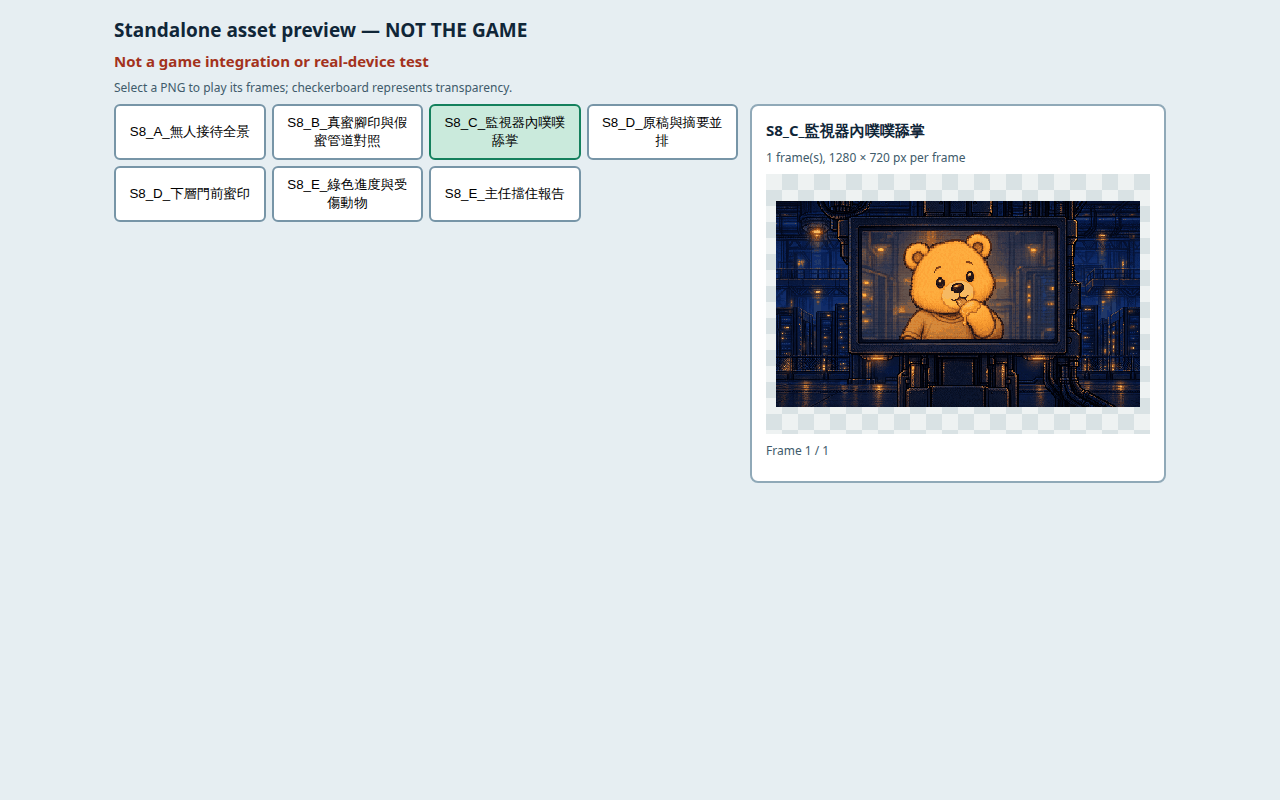 Standalone asset preview — NOT THE GAME
Not a game integration or real-device test
Select a PNG to play its frames; checkerboard represents transparency.
S8_A_無人接待全景
S8_B_真蜜腳印與假
蜜管道對照
S8_C_監視器內噗噗
舔掌
S8_D_原稿與摘要並
排
S8_D_下層門前蜜印
S8_E_綠色進度與受
傷動物
S8_E_主任擋住報告
S8_C_監視器內噗噗舔掌
1 frame(s), 1280 × 720 px per frame
Frame 1 / 1